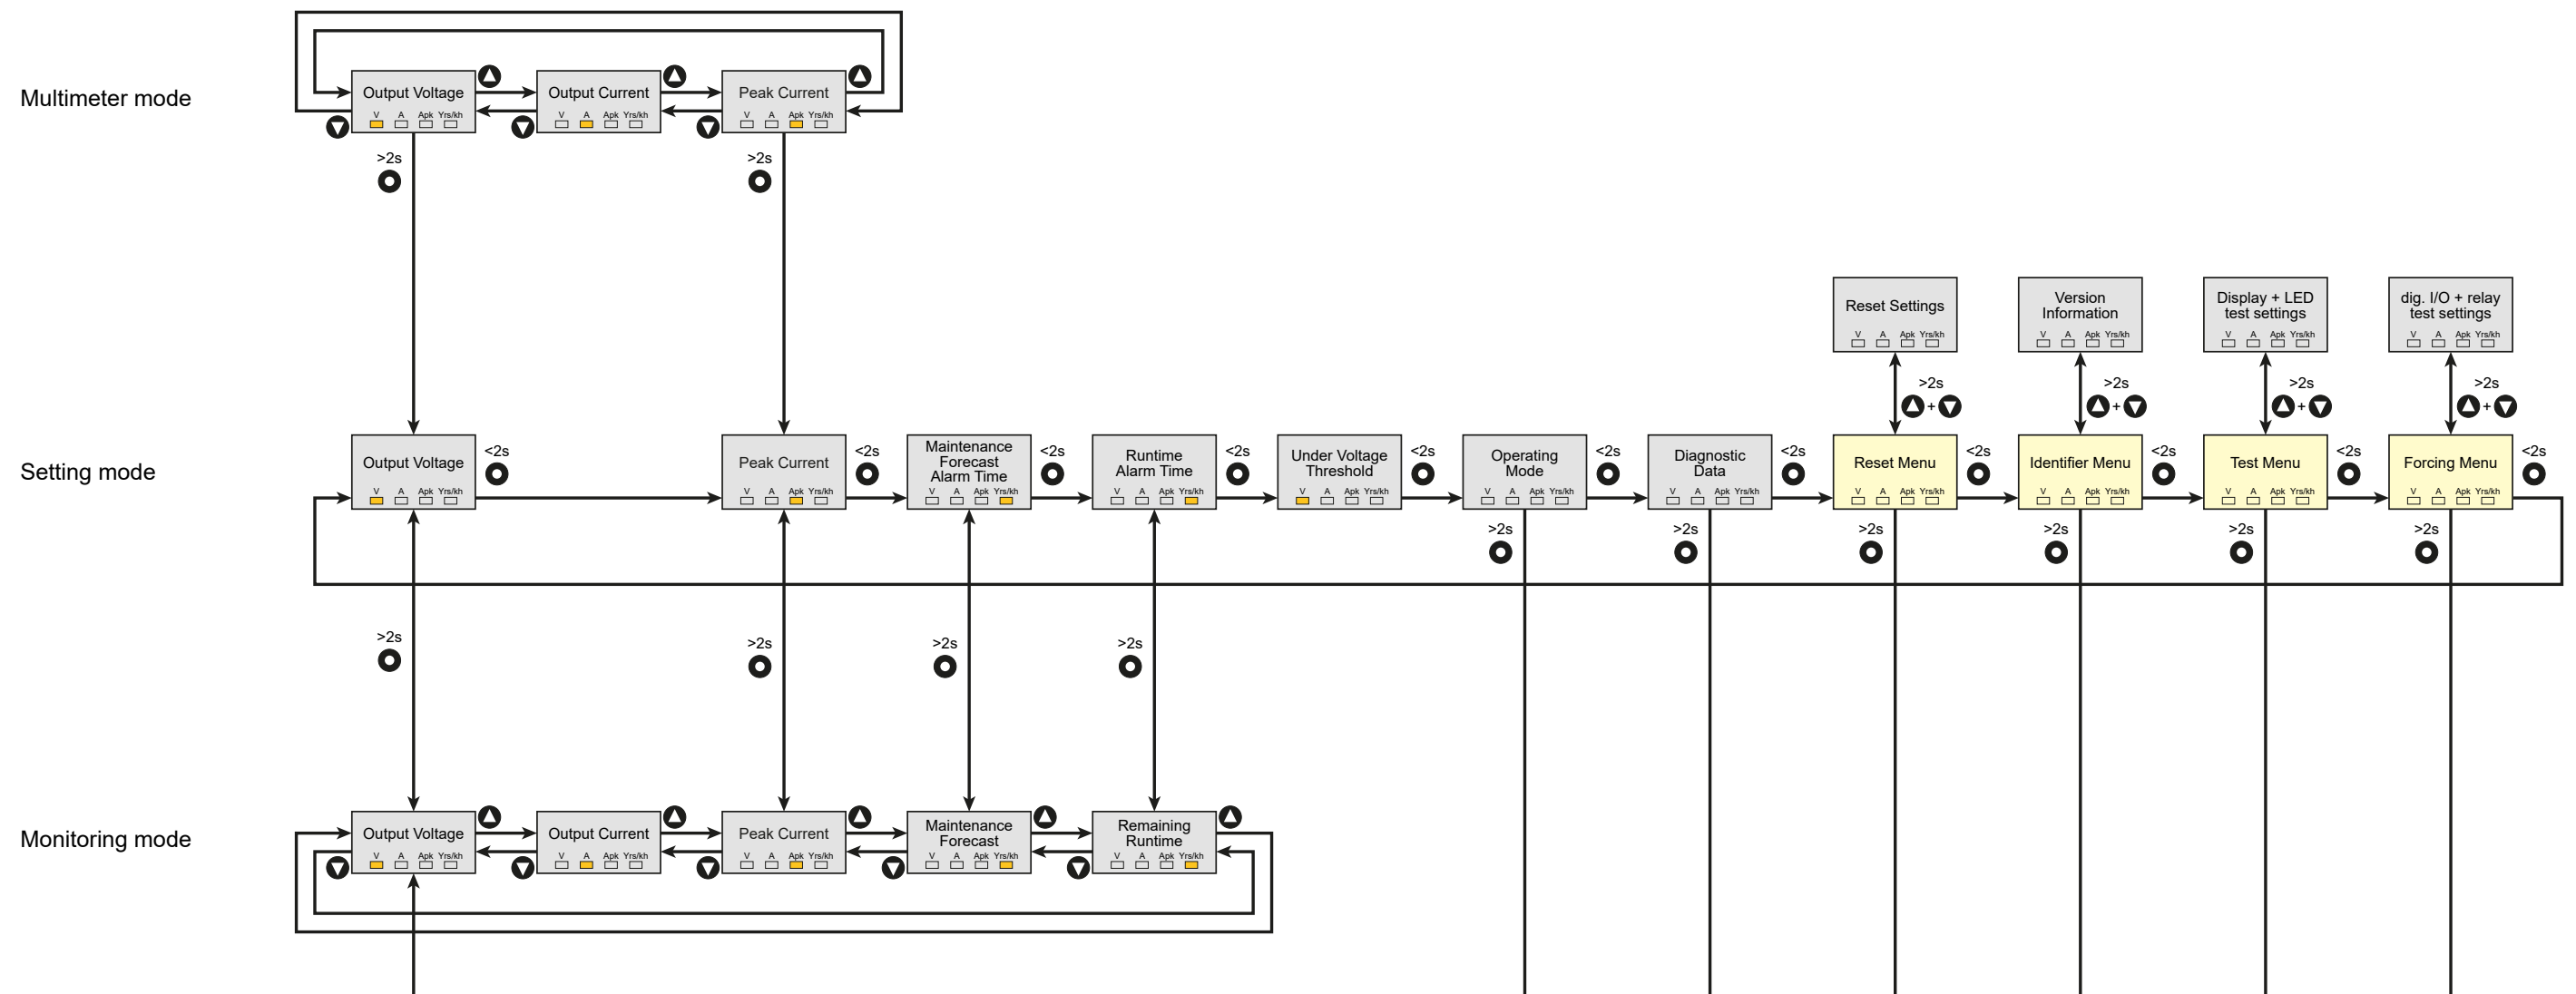 Multimeter mode
Output Voltage
V A Apk Yrs/kh
Output Current
V A Apk Yrs/kh
Peak Current
V A Apk Yrs/kh
>2s
>2s
Reset Settings
V A Apk Yrs/kh
Version
Information
V A Apk Yrs/kh
Display + LED
test settings
V A Apk Yrs/kh
dig. I/O + relay
test settings
V A Apk Yrs/kh
>2s
+
>2s
+
>2s
+
>2s
+
Setting mode
Output Voltage
V A Apk Yrs/kh
<2s
Peak Current
V A Apk Yrs/kh
<2s
Maintenance
Forecast
Alarm Time
V A Apk Yrs/kh
<2s
Runtime
Alarm Time
V A Apk Yrs/kh
<2s
Under Voltage
Threshold
V A Apk Yrs/kh
<2s
Operating
Mode
V A Apk Yrs/kh
<2s
Diagnostic
Data
V A Apk Yrs/kh
<2s
Reset Menu
V A Apk Yrs/kh
<2s
Identifier Menu
V A Apk Yrs/kh
<2s
Test Menu
V A Apk Yrs/kh
<2s
Forcing Menu
V A Apk Yrs/kh
<2s
>2s
>2s
>2s
>2s
>2s
>2s
>2s
>2s
>2s
>2s
Monitoring mode
Output Voltage
V A Apk Yrs/kh
Output Current
V A Apk Yrs/kh
Peak Current
V A Apk Yrs/kh
Maintenance
Forecast
V A Apk Yrs/kh
Remaining
Runtime
V A Apk Yrs/kh